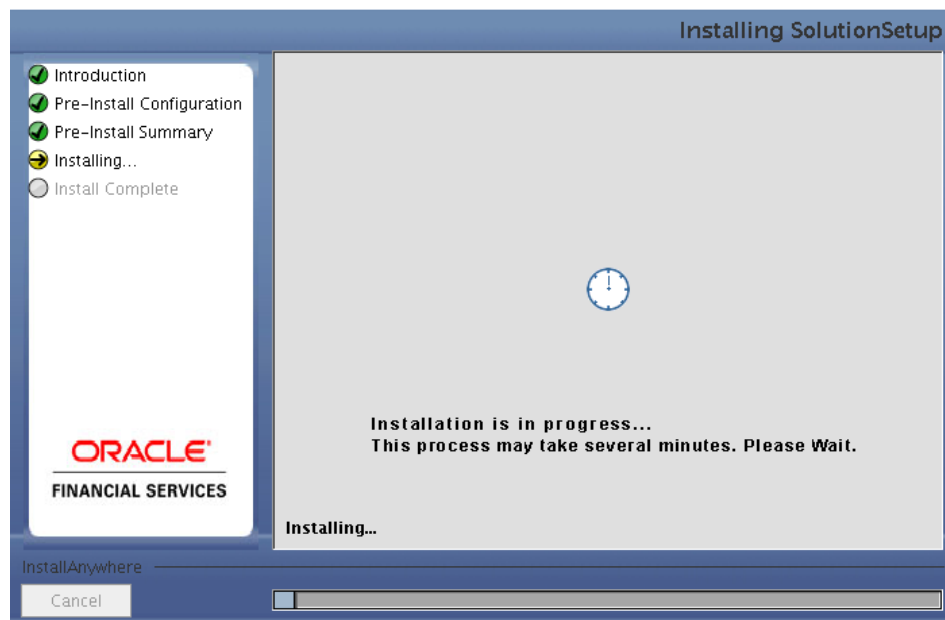 Installing SolutionSetup
Introduction
Pre-Install Configuration
Pre-Install Summary
Installing...
Install Complete
ORACLE
FINANCIAL SERVICES
Installation is in progress...
This process may take several minutes. Please Wait.
Installing...
InstallAnywhere
Cancel